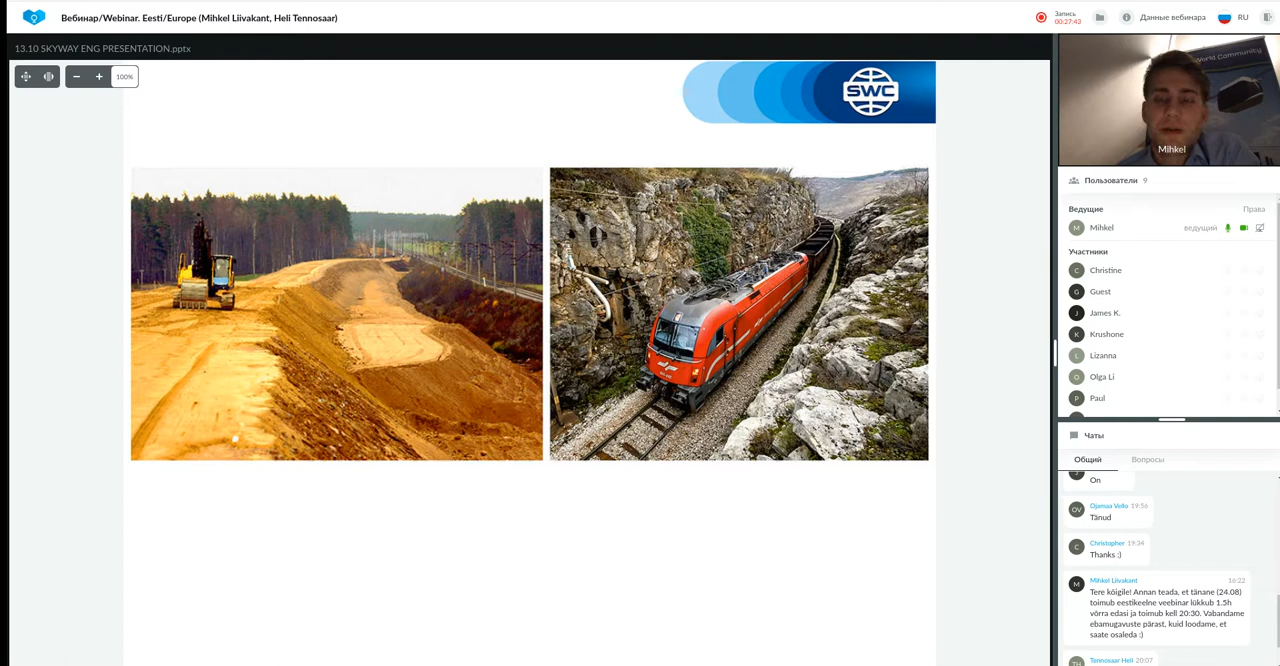 Вебинар/Webinar. Eesti/Europe (Mihkel Liivakant, Heli Tennosaar)
Запись
00:27:43
Данные вебинара
RU
13.10 SKYWAY ENG PRESENTATION.pptx
100%
SWC
World Community
Mihkel
Пользователи 9
Ведущие Права
M Mihkel ведущий
Участники
C Christine
G Guest
J James K.
K Krushone
L Lizanna
O Olga Li
P Paul
Чаты
Общий Вопросы
On
OV Ojamaa Vello 19:56
Tänud
C Christopher 19:34
Thanks :)
M Mihkel Liivakant 16:22
Tere kõigile! Annan teada, et tänane (24.08)
toimub eestikeelne veebinar lükkub 1.5h
võrra edasi ja toimub kell 20:30. Vabandame
ebamugavuste pärast, kuid loodame, et
saate osaleda :)
TH Tennosaar Heli 20:07